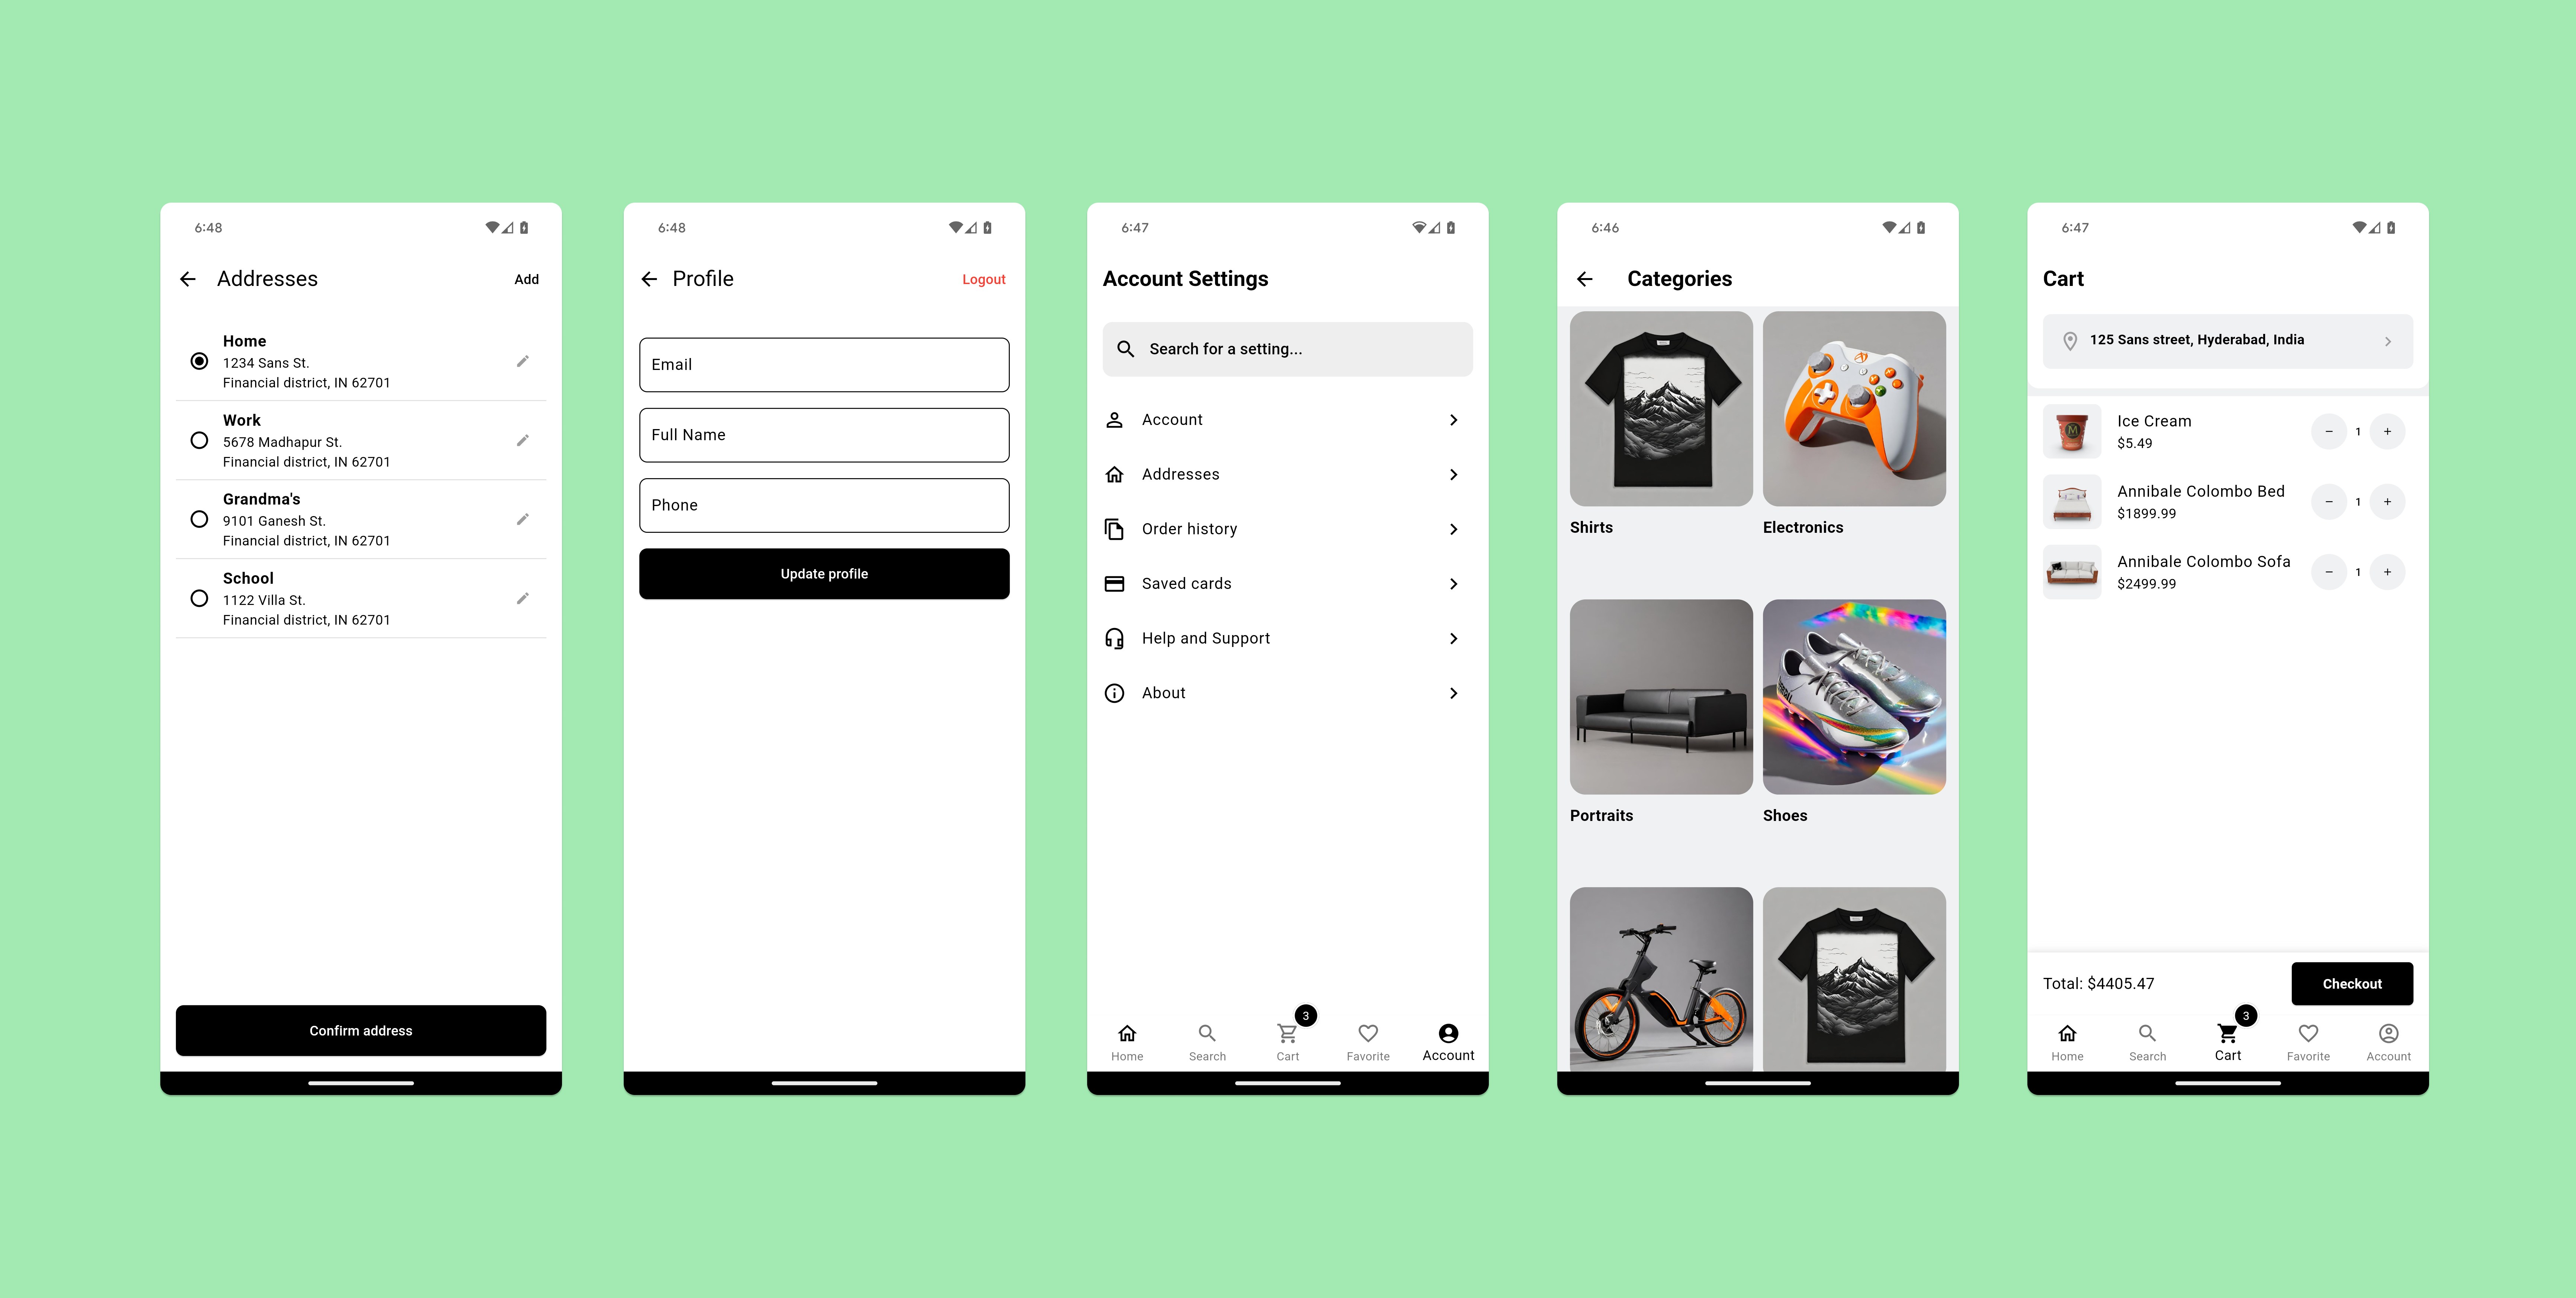 6:48
Addresses
Add
Home
1234 Sans St.
Financial district, IN 62701
Work
5678 Madhapur St.
Financial district, IN 62701
Grandma's
9101 Ganesh St.
Financial district, IN 62701
School
1122 Villa St.
Financial district, IN 62701
Confirm address
6:48
Profile
Logout
Email
Full Name
Phone
Update profile
6:47
Account Settings
Search for a setting...
Account
Addresses
Order history
Saved cards
Help and Support
About
3
Home
Search
Cart
Favorite
Account
6:46
Categories
Shirts
Electronics
Portraits
Shoes
6:47
Cart
125 Sans street, Hyderabad, India
Ice Cream
$5.49
− 1 +
Annibale Colombo Bed
$1899.99
− 1 +
Annibale Colombo Sofa
$2499.99
− 1 +
Total: $4405.47
Checkout
3
Home
Search
Cart
Favorite
Account